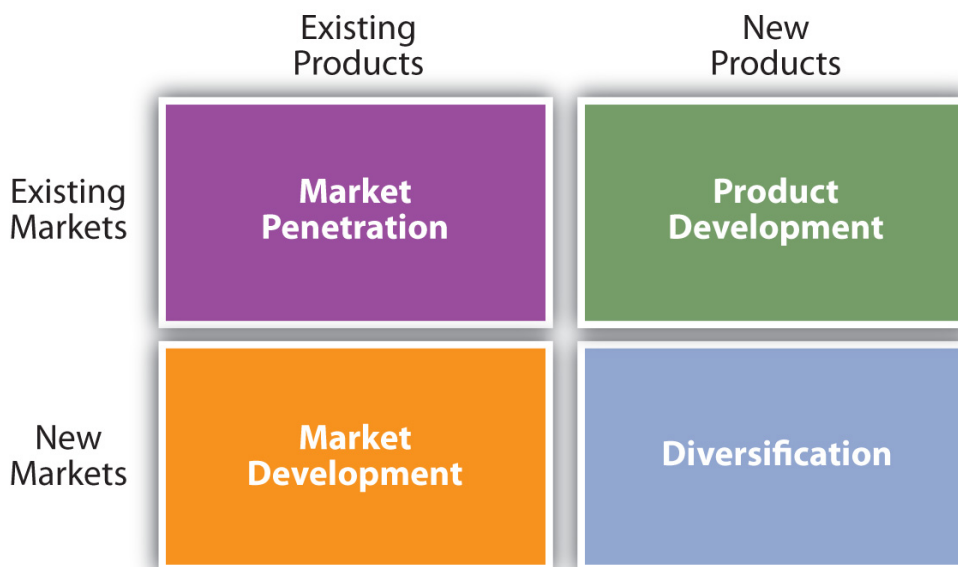 Existing
Products
New
Products
Existing
Markets
Market
Penetration
Product
Development
New
Markets
Market
Development
Diversification